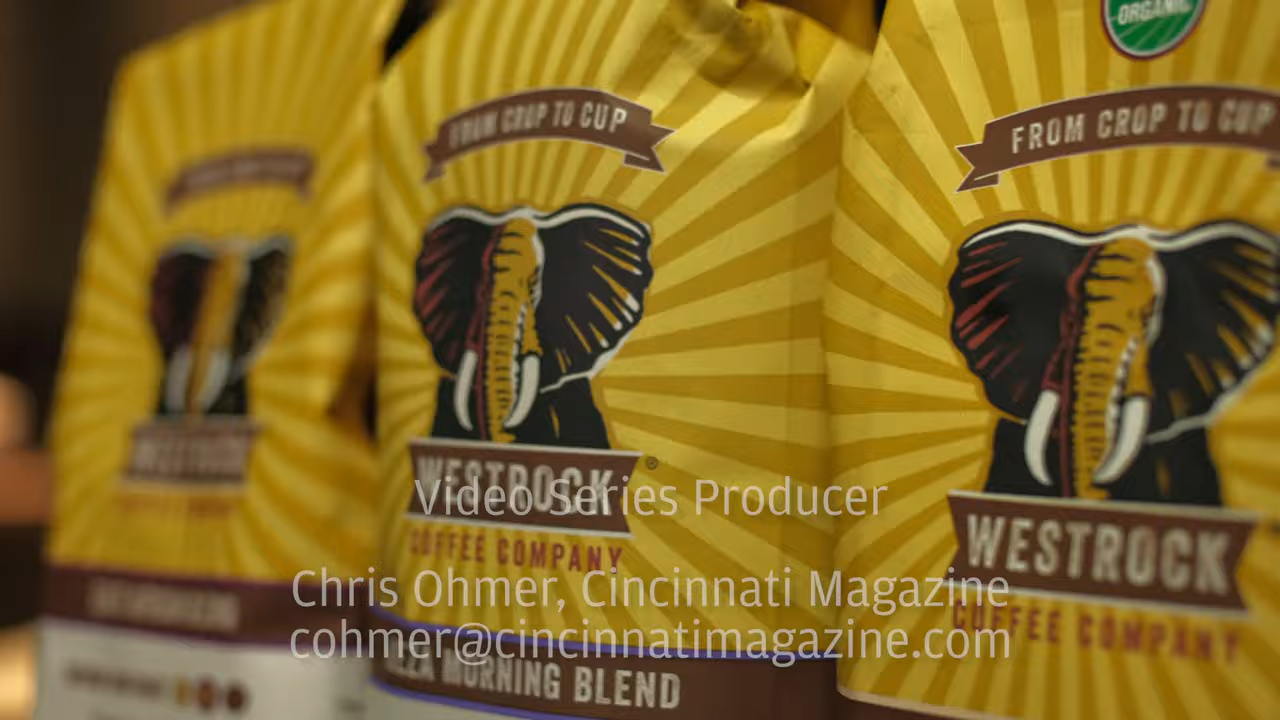 ORGANIC
FROM CROP TO CUP
FROM CROP TO CUP
WESTROCK
®
COFFEE COMPANY
WESTROCK
COFFEE COMPANY
WESTROCK
Video Series Producer
Chris Ohmer, Cincinnati Magazine
cohmer@cincinnatimagazine.com
MORNING BLEND